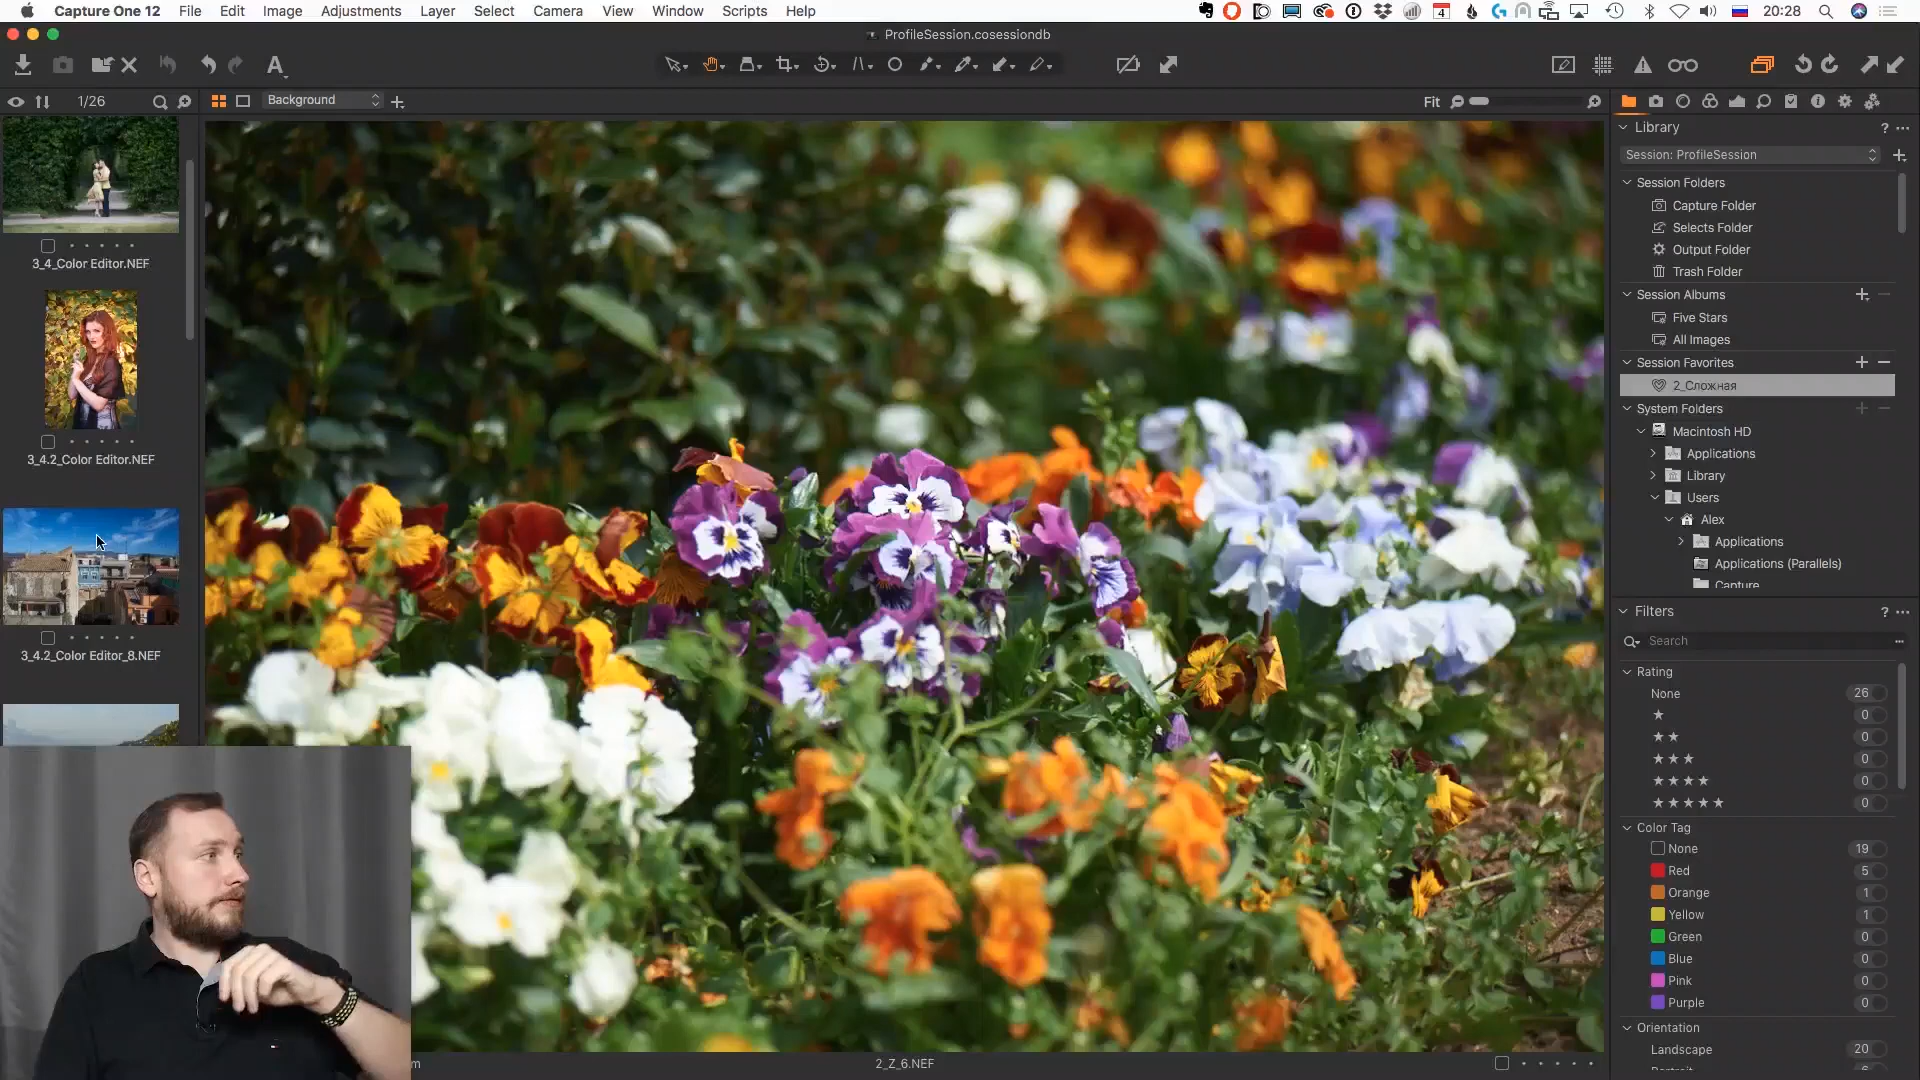 Capture One 12 File Edit Image Adjustments Layer Select Camera View Window Scripts Help 4 20:28
ProfileSession.cosessiondb
A
1/26 Background Fit
3_4_Color Editor.NEF
3_4.2_Color Editor.NEF
3_4.2_Color Editor_8.NEF
2_Z_6.NEF
Library ?
Session: ProfileSession
Session Folders
Capture Folder
Selects Folder
Output Folder
Trash Folder
Session Albums
Five Stars
All Images
Session Favorites
2_Сложная
System Folders
Macintosh HD
Applications
Library
Users
Alex
Applications
Applications (Parallels)
Capture
Filters ?
Search
Rating
None 26
★ 0
★ ★ 0
★ ★ ★ 0
★ ★ ★ ★ 0
★ ★ ★ ★ ★ 0
Color Tag
None 19
Red 5
Orange 1
Yellow 1
Green 0
Blue 0
Pink 0
Purple 0
Orientation
Landscape 20